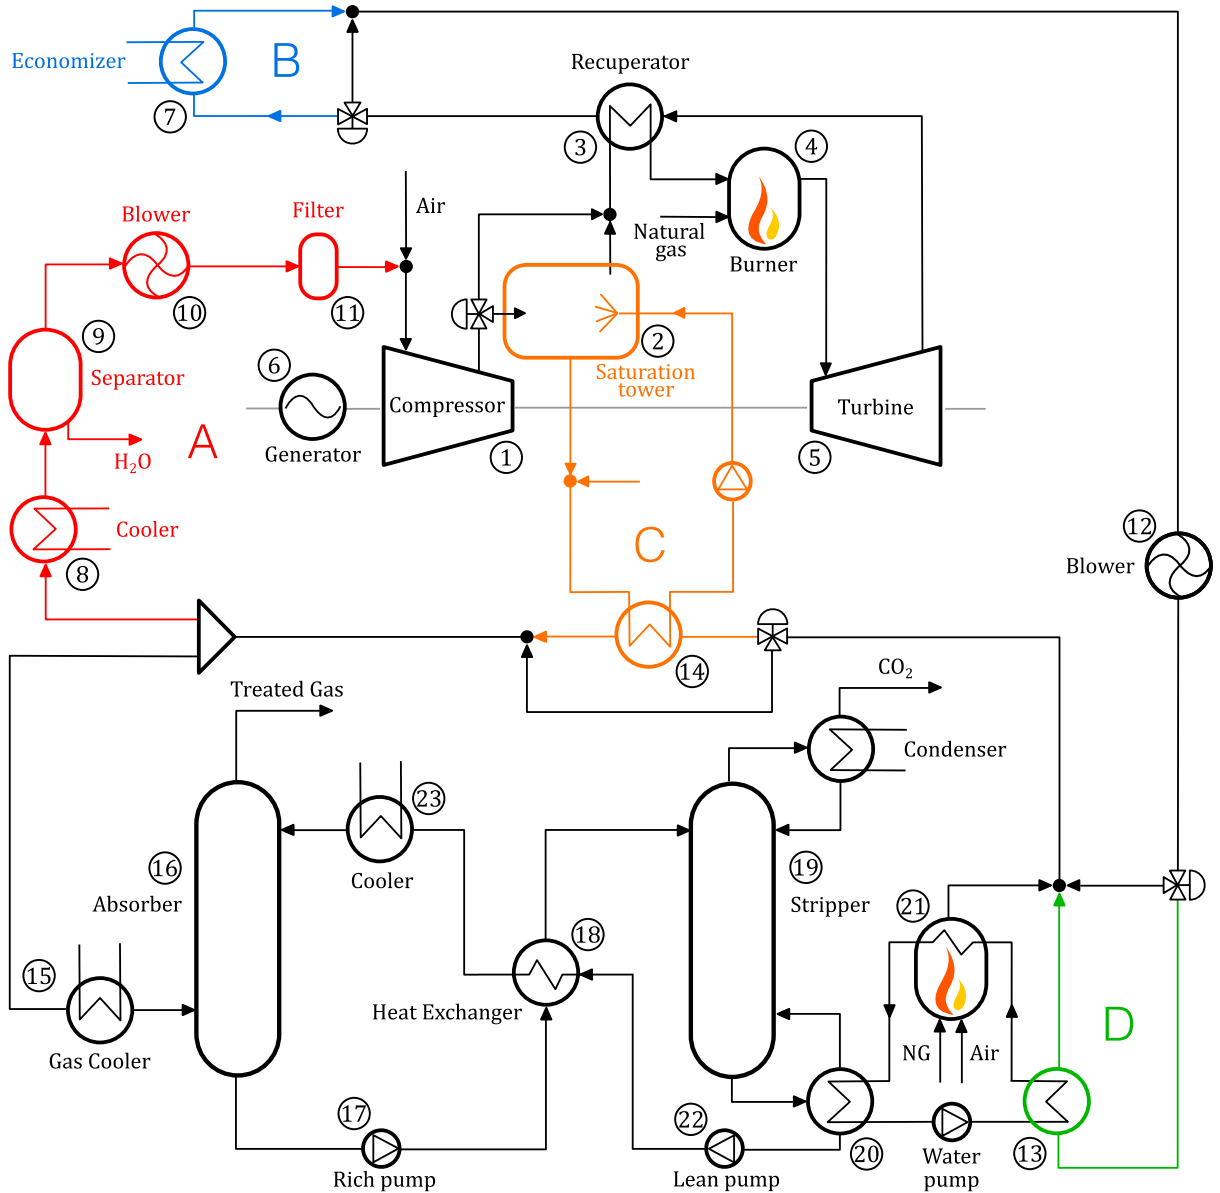 Economizer
B
7
Recuperator
3
4
Blower
Filter
Air
Natural
gas
Burner
10
11
9
Separator
6
2
Saturation
tower
Compressor
Turbine
A
H2O
Generator
1
5
Cooler
8
C
12
Blower
14
CO2
Treated Gas
Condenser
23
Cooler
16
Absorber
19
Stripper
21
18
15
Heat Exchanger
Gas Cooler
NG
Air
D
17
22
Rich pump
Lean pump
20
Water
pump
13